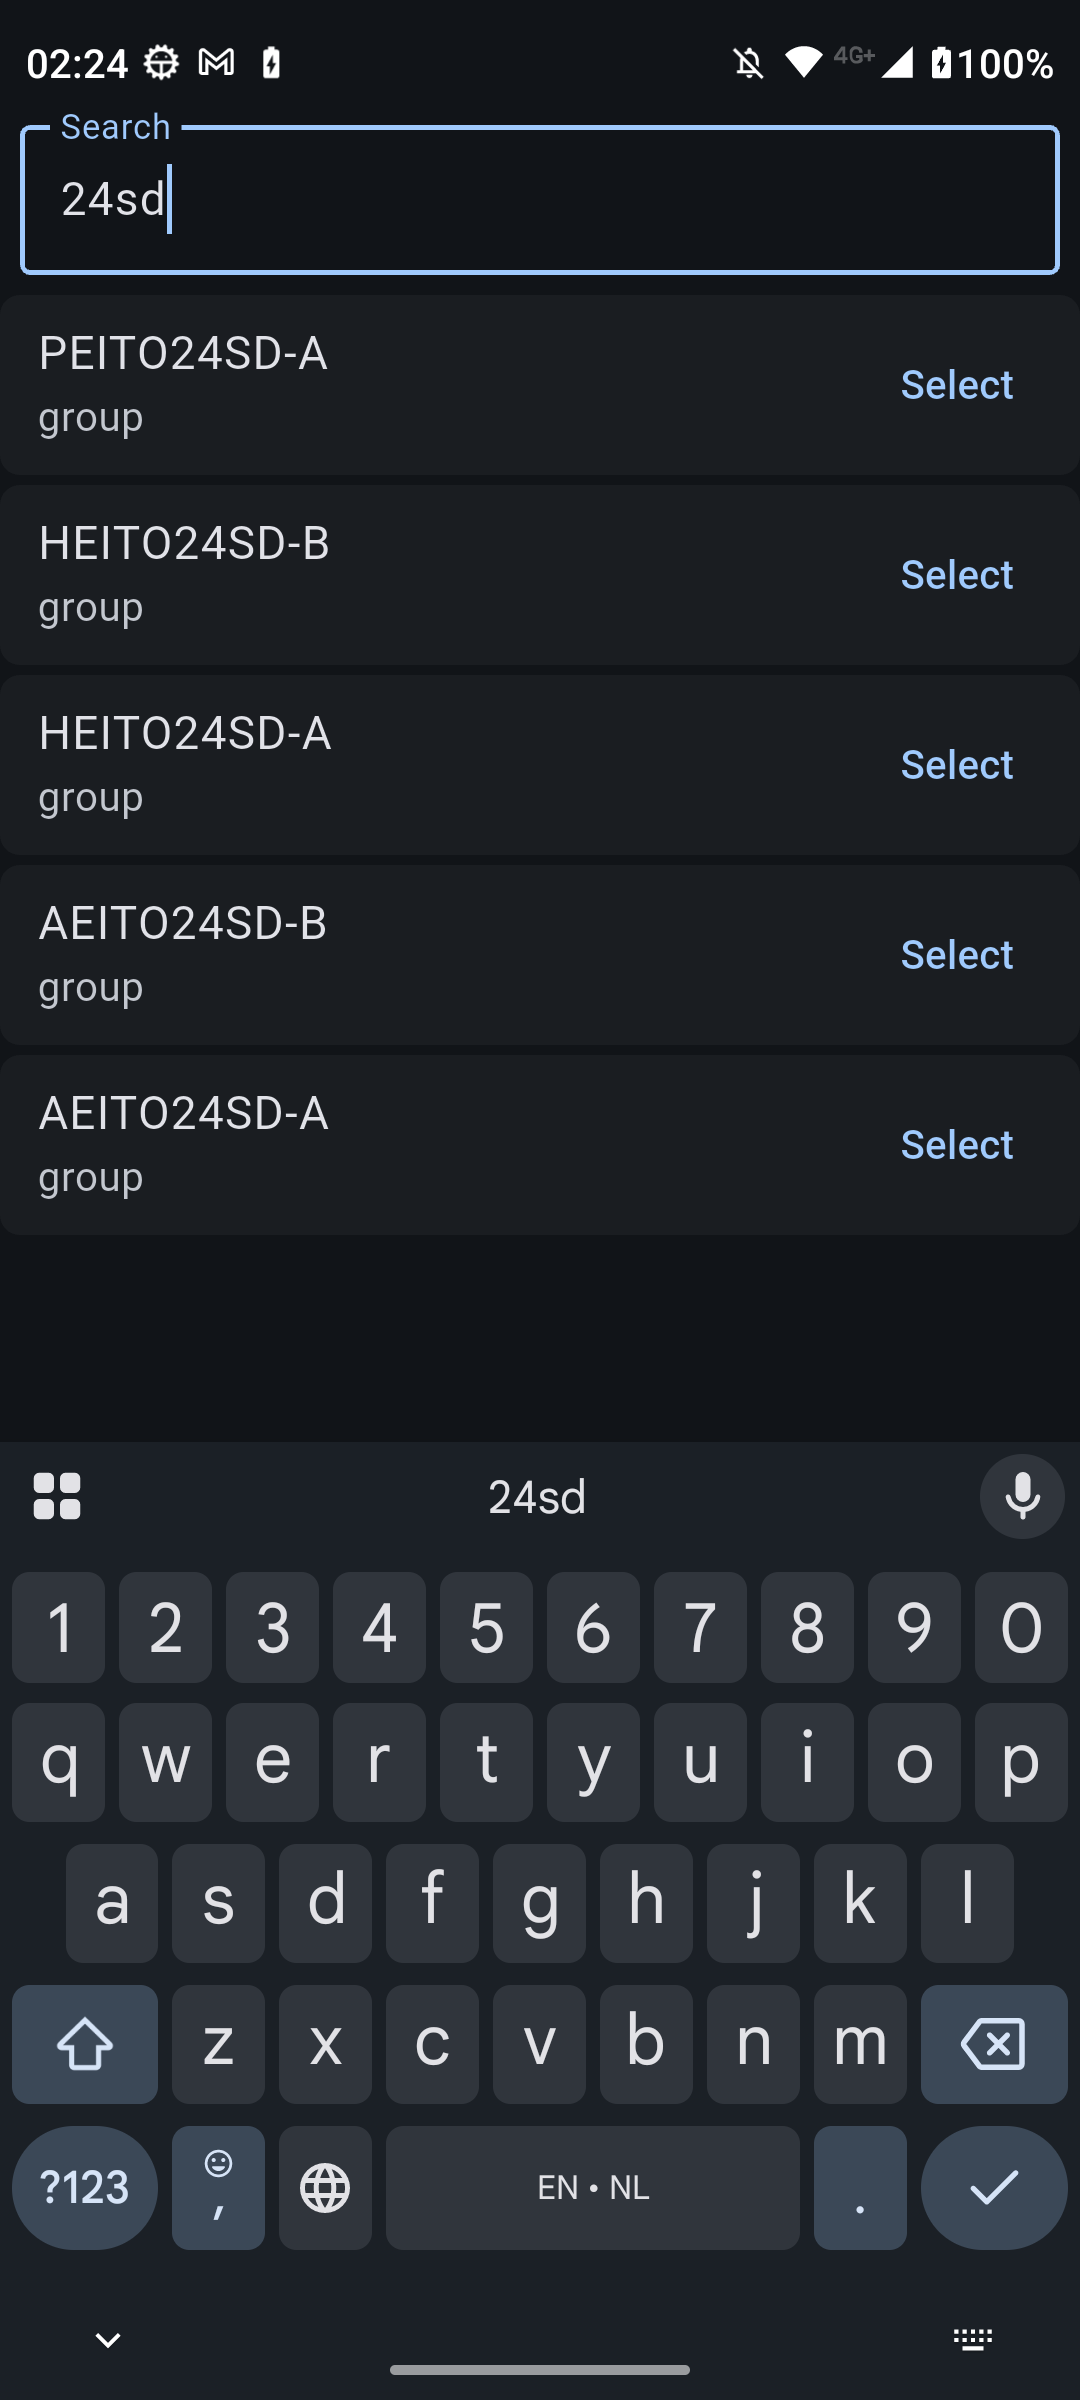 02:24 4G+ 100%
Search
24sd
PEITO24SD-A
group
Select
HEITO24SD-B
group
Select
HEITO24SD-A
group
Select
AEITO24SD-B
group
Select
AEITO24SD-A
group
Select
24sd
1 2 3 4 5 6 7 8 9 0
q w e r t y u i o p
a s d f g h j k l
z x c v b n m
?123 , EN • NL .